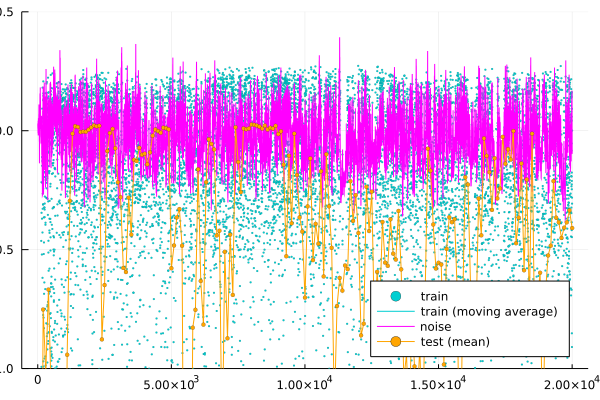 0.5
0.0
0.5
1.0
0
5.00×10³
1.00×10⁴
1.50×10⁴
2.00×10⁴
train
train (moving average)
noise
test (mean)